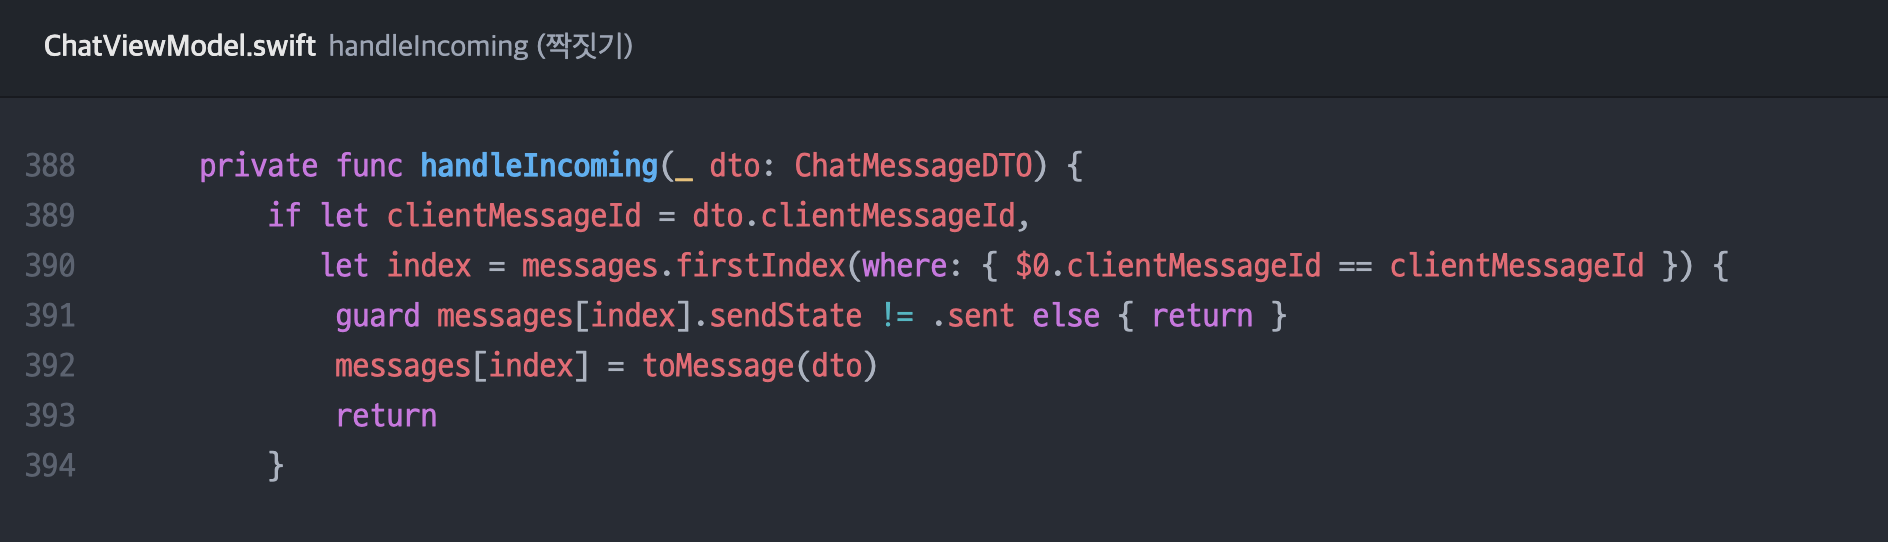 ChatViewModel.swift handleIncoming (짝짓기)
388 private func handleIncoming(_ dto: ChatMessageDTO) {
389 if let clientMessageId = dto.clientMessageId,
390 let index = messages.firstIndex(where: { $0.clientMessageId == clientMessageId }) {
391 guard messages[index].sendState != .sent else { return }
392 messages[index] = toMessage(dto)
393 return
394 }